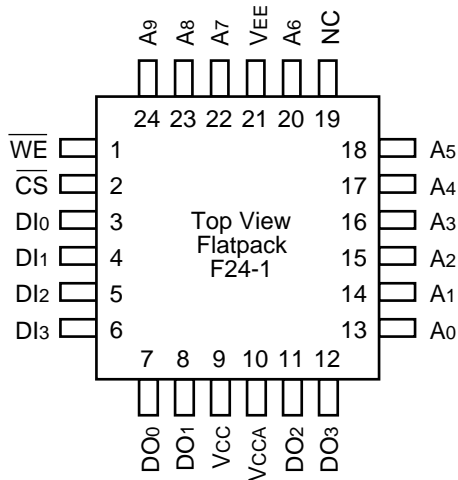 A9 A8 A7 VEE A6 NC
24 23 22 21 20 19
WE 1 18 A5
CS 2 17 A4
DI0 3 16 A3
Top View
Flatpack
F24-1
DI1 4 15 A2
DI2 5 14 A1
DI3 6 13 A0
7 8 9 10 11 12
DO0 DO1 VCC VCCA DO2 DO3